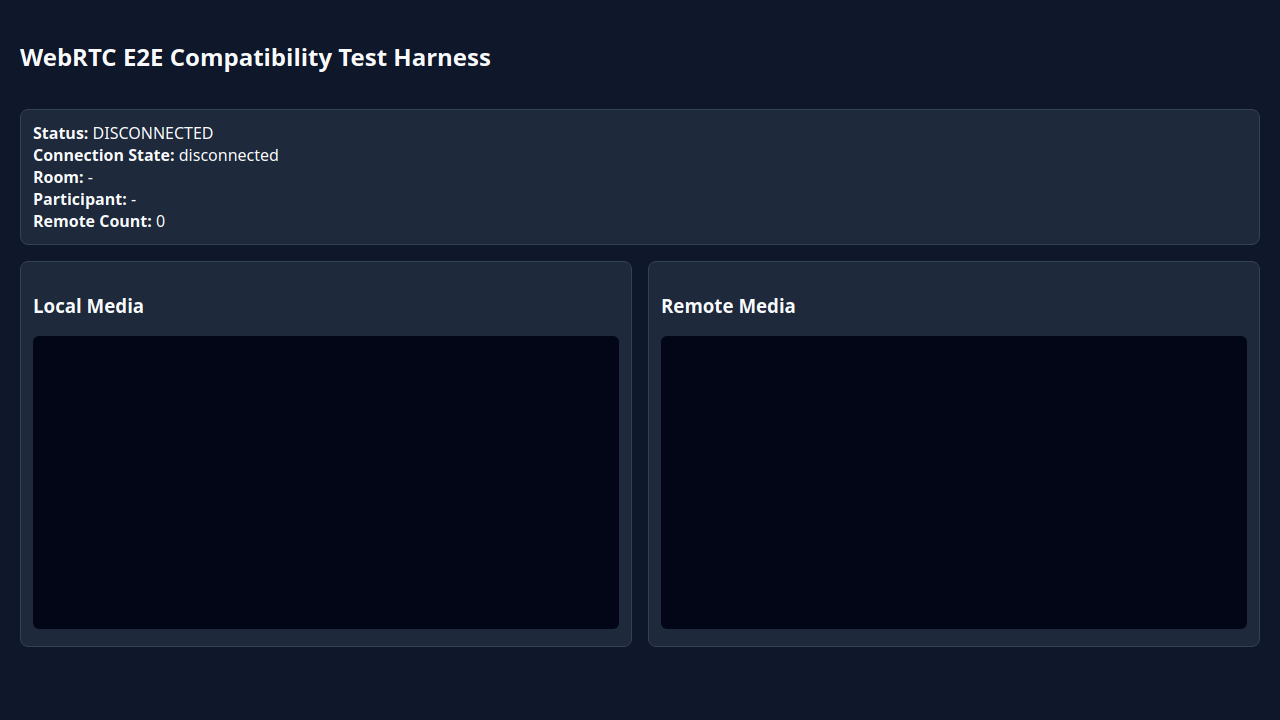 WebRTC E2E Compatibility Test Harness
Status: DISCONNECTED
Connection State: disconnected
Room: -
Participant: -
Remote Count: 0
Local Media
Remote Media